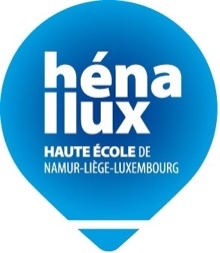 héna
llux
HAUTE ÉCOLE DE
NAMUR-LIÈGE-LUXEMBOURG